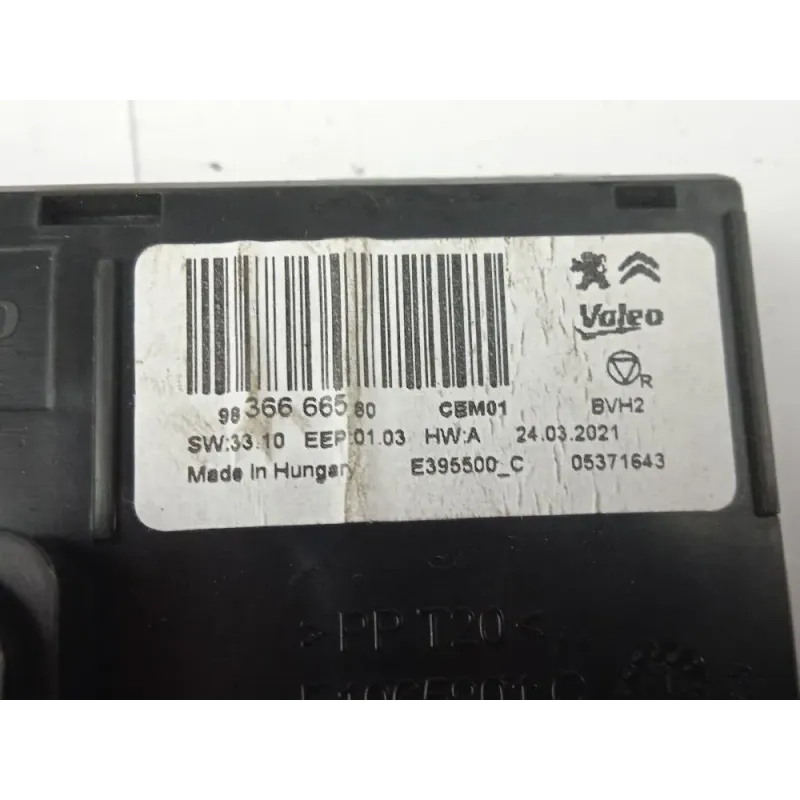 Valeo
R
98 366 665 80 CBM01 BVH2
SW:33.10 EEP:01.03 HW:A 24.03.2021
Made In Hungary E395500_C 05371643
>PP T20<